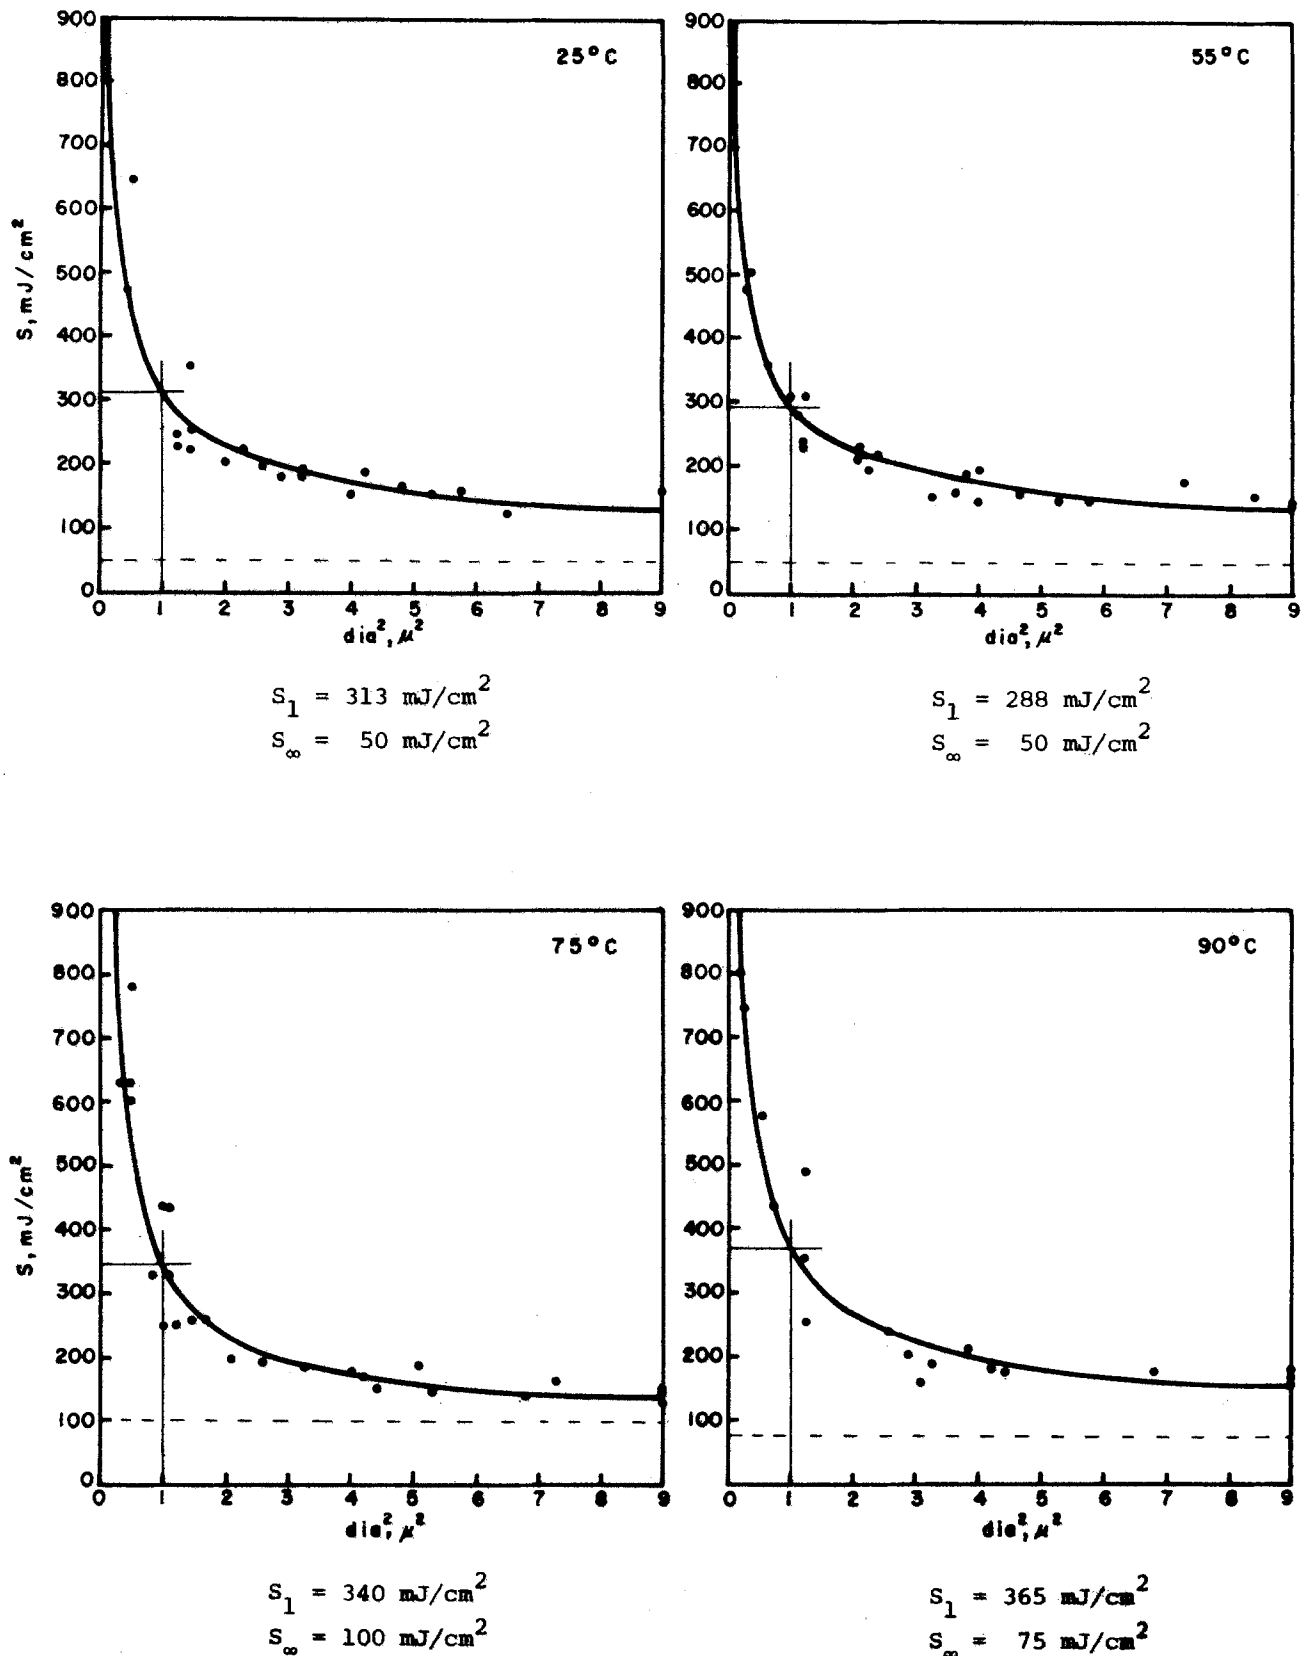 25°C
900
800
700
600
500
400
300
200
100
0
S, mJ/cm²
0 1 2 3 4 5 6 7 8 9
dia², μ²
S₁ = 313 mJ/cm²
S∞ = 50 mJ/cm²
55°C
900
800
700
600
500
400
300
200
100
0
0 1 2 3 4 5 6 7 8 9
dia², μ²
S₁ = 288 mJ/cm²
S∞ = 50 mJ/cm²
75°C
900
800
700
600
500
400
300
200
100
0
S, mJ/cm²
0 1 2 3 4 5 6 7 8 9
dia², μ²
S₁ = 340 mJ/cm²
S∞ = 100 mJ/cm²
90°C
900
800
700
600
500
400
300
200
100
0 1 2 3 4 5 6 7 8 9
dia², μ²
S₁ = 365 mJ/cm²
S∞ = 75 mJ/cm²